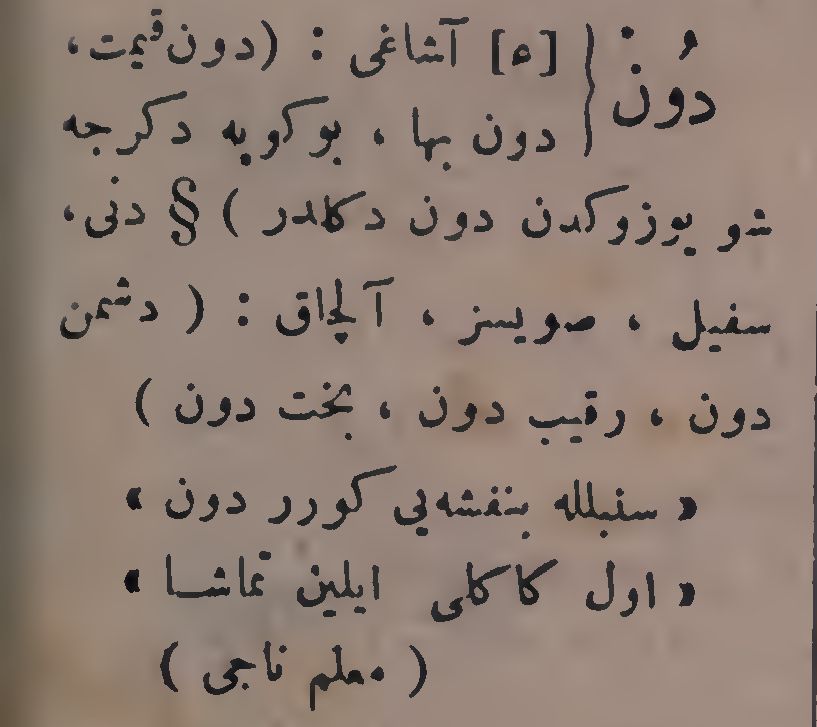 دُون { [ه] آشاغی : (دون‌قیمت ،
دون بها ، بوکوپه دکرجه
شو یوزوکدن دون دکلدر ) § دنی ،
سفیل ، صویسز ، آلچاق : ( دشمن
دون ، رقیب دون ، بخت دون )
« سنبلله بنفشه‌یی کورر دون »
« اول کاکلی ایلین تماشا »
( معلم ناجی )